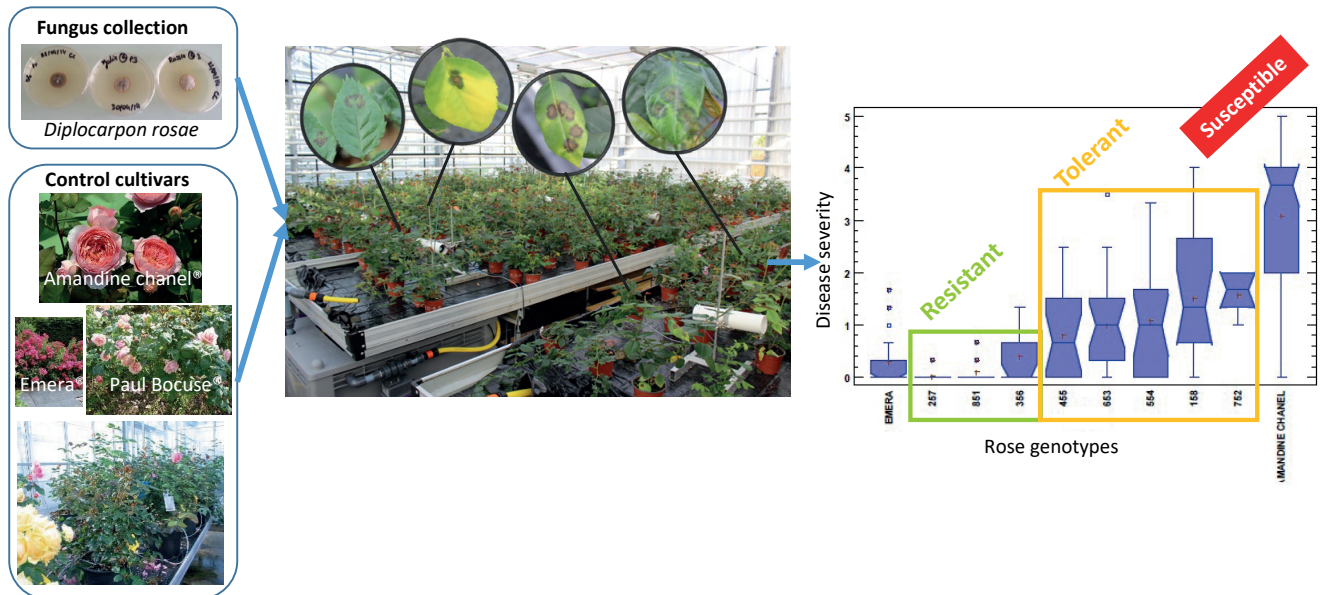 Fungus collection
Diplocarpon rosae
Control cultivars
Amandine chanel®
Emera®
Paul Bocuse®
Resistant
Tolerant
Susceptible
Disease severity
5
4
3
2
1
0
EMERA
257
851
356
455
653
554
158
752
AMANDINE CHANEL
Rose genotypes